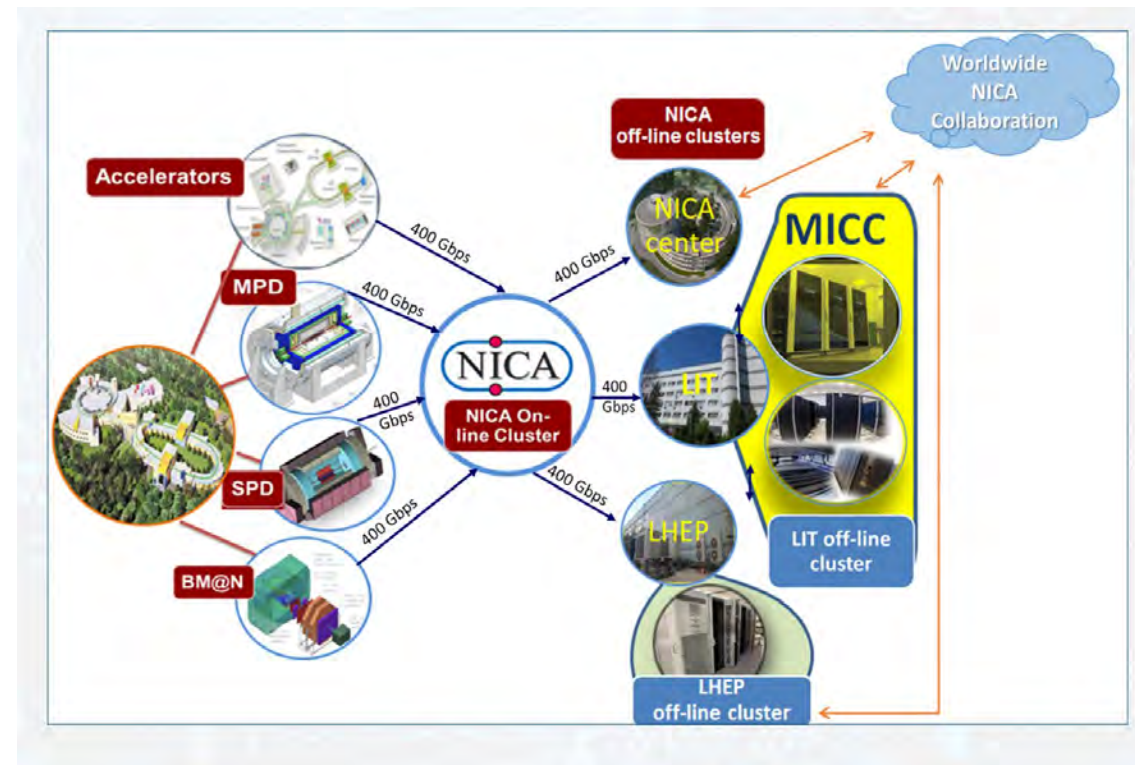 Worldwide
NICA
Collaboration
NICA
off-line clusters
Accelerators
NICA
center
MICC
400 Gbps
400 Gbps
MPD
400 Gbps
NICA
NICA On-
line Cluster
LIT
400
Gbps
400
Gbps
SPD
400 Gbps
400 Gbps
LHEP
LIT off-line
cluster
BM@N
LHEP
off-line cluster